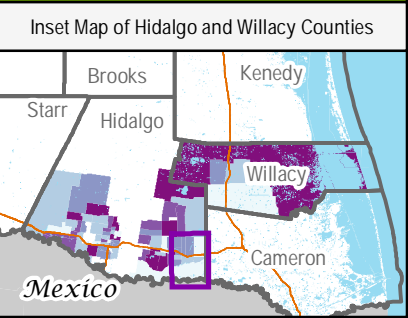 Inset Map of Hidalgo and Willacy Counties
Brooks
Kenedy
Starr
Hidalgo
Willacy
Cameron
Mexico